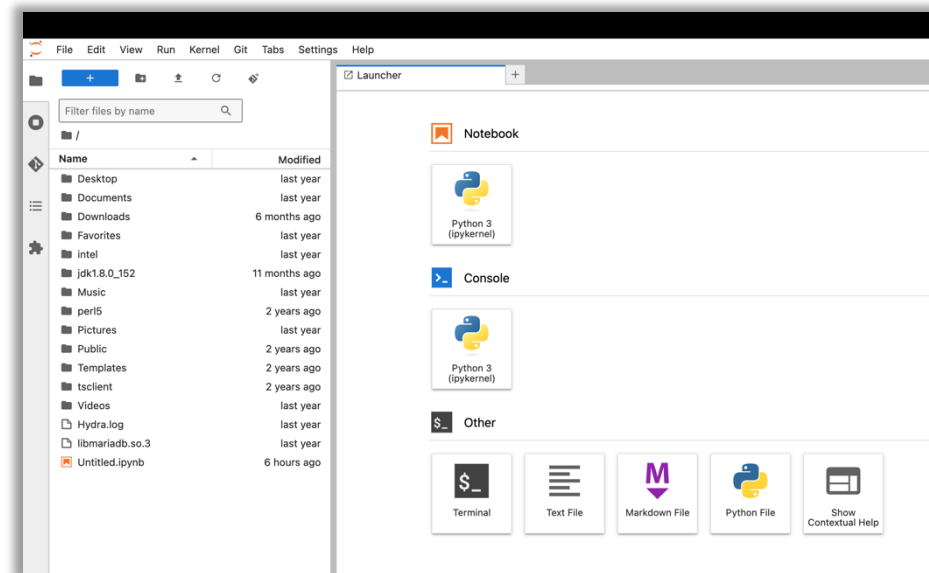 File Edit View Run Kernel Git Tabs Settings Help
+
Launcher
+
Filter files by name
/
Name Modified
Desktop last year
Documents last year
Downloads 6 months ago
Favorites last year
intel last year
jdk1.8.0_152 11 months ago
Music last year
perl5 2 years ago
Pictures last year
Public 2 years ago
Templates 2 years ago
tsclient 2 years ago
Videos last year
Hydra.log last year
libmariadb.so.3 last year
Untitled.ipynb 6 hours ago
Notebook
Python 3
(ipykernel)
Console
Python 3
(ipykernel)
$_ Other
$_
M
Terminal
Text File
Markdown File
Python File
Show
Contextual Help